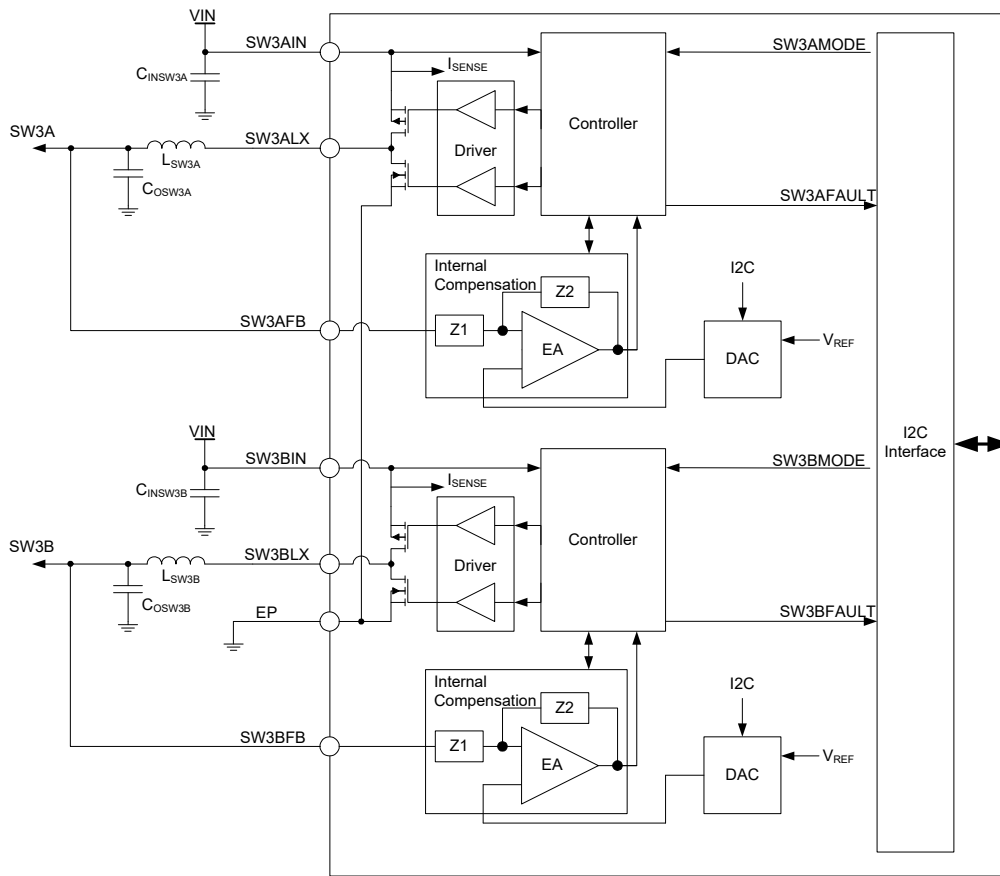 VIN
SW3AIN
SW3AMODE
CINSW3A
ISENSE
Controller
SW3A
SW3ALX
Driver
LSW3A
COSW3A
SW3AFAULT
Internal
Compensation
I2C
Z2
SW3AFB
Z1
EA
DAC
VREF
VIN
I2C
Interface
SW3BIN
SW3BMODE
CINSW3B
ISENSE
Controller
SW3B
SW3BLX
Driver
LSW3B
COSW3B
EP
SW3BFAULT
Internal
Compensation
I2C
Z2
SW3BFB
Z1
EA
DAC
VREF